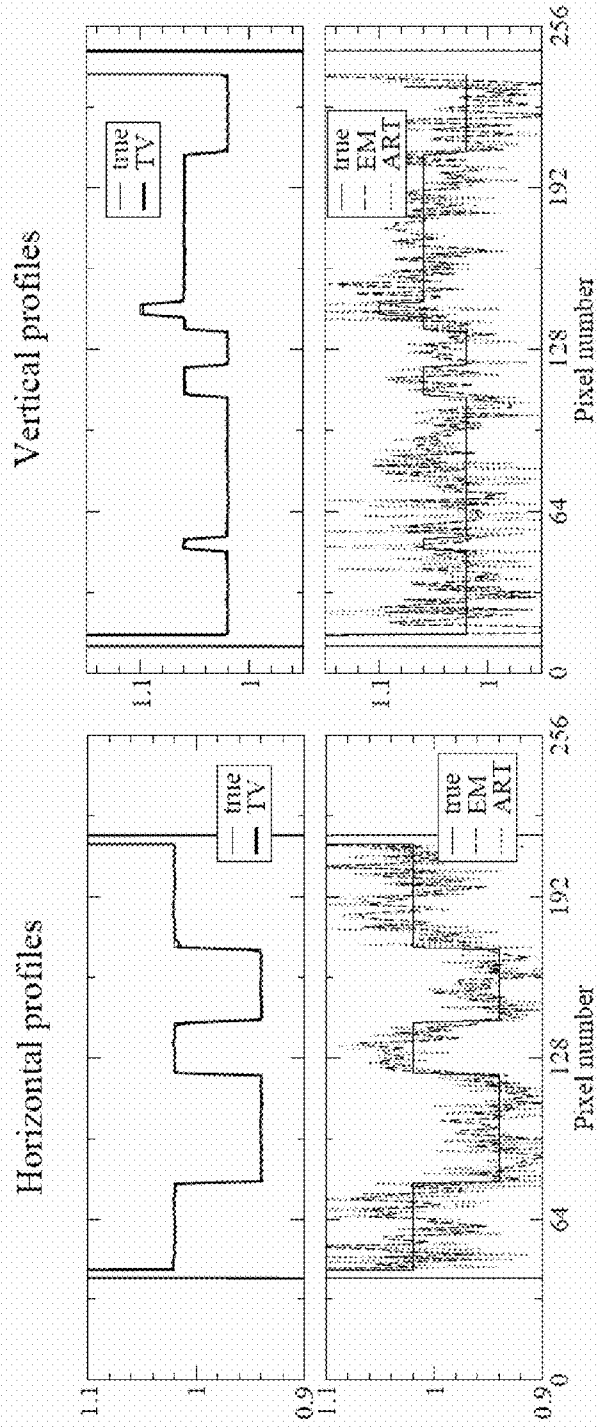 Horizontal profiles
1.1
1
0.9
true
TV
1.1
1
0.9
true
EM
ART
0
64
128
192
256
Pixel number
Vertical profiles
1.1
1
true
TV
1.1
1
true
EM
ART
0
64
128
192
256
Pixel number